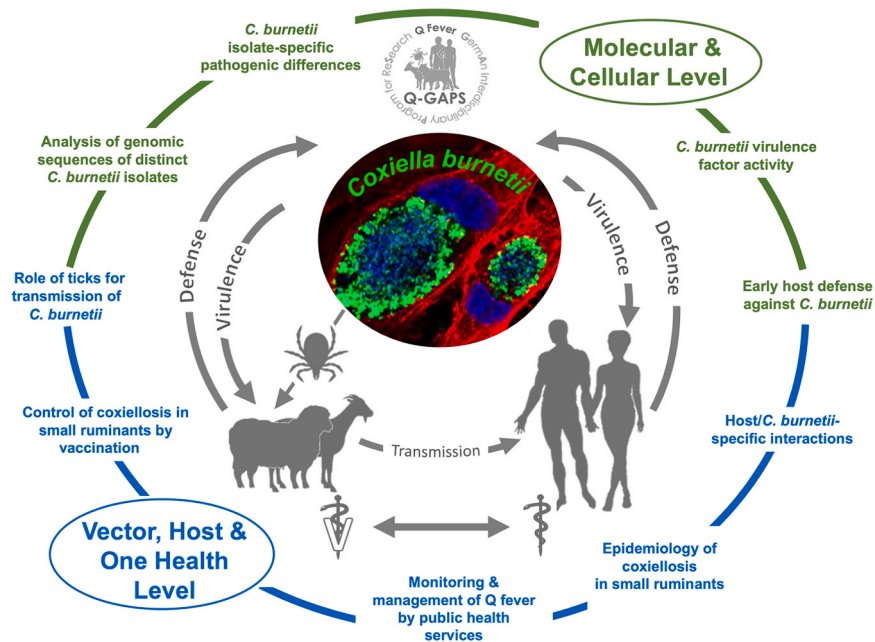 C. burnetii
isolate-specific
pathogenic differences
Program for ReSearch Q Fever GermAn Interdisciplinary
Q-GAPS
Molecular &
Cellular Level
Analysis of genomic
sequences of distinct
C. burnetii isolates
Coxiella burnetii
C. burnetii virulence
factor activity
Defense
Virulence
Virulence
Defense
Role of ticks for
transmission of
C. burnetii
Early host defense
against C. burnetii
Control of coxiellosis in
small ruminants by
vaccination
Transmission
Host/C. burnetii-
specific interactions
Vector, Host &
One Health
Level
V
Epidemiology of
coxiellosis
in small ruminants
Monitoring &
management of Q fever
by public health
services